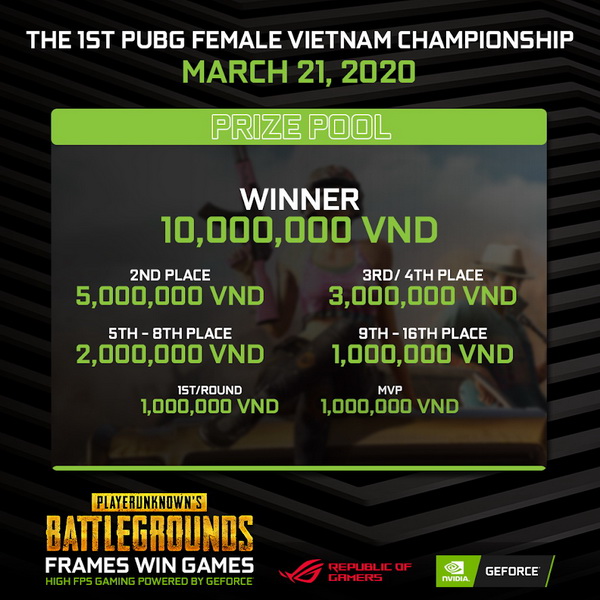 THE 1ST PUBG FEMALE VIETNAM CHAMPIONSHIP
MARCH 21, 2020
PRIZE POOL
WINNER
10,000,000 VND
2ND PLACE
5,000,000 VND
3RD/ 4TH PLACE
3,000,000 VND
5TH - 8TH PLACE
2,000,000 VND
9TH - 16TH PLACE
1,000,000 VND
1ST/ROUND
1,000,000 VND
MVP
1,000,000 VND
PLAYERUNKNOWN'S
BATTLEGROUNDS
FRAMES WIN GAMES
HIGH FPS GAMING POWERED BY GEFORCE
REPUBLIC OF
GAMERS
NVIDIA.
GEFORCE